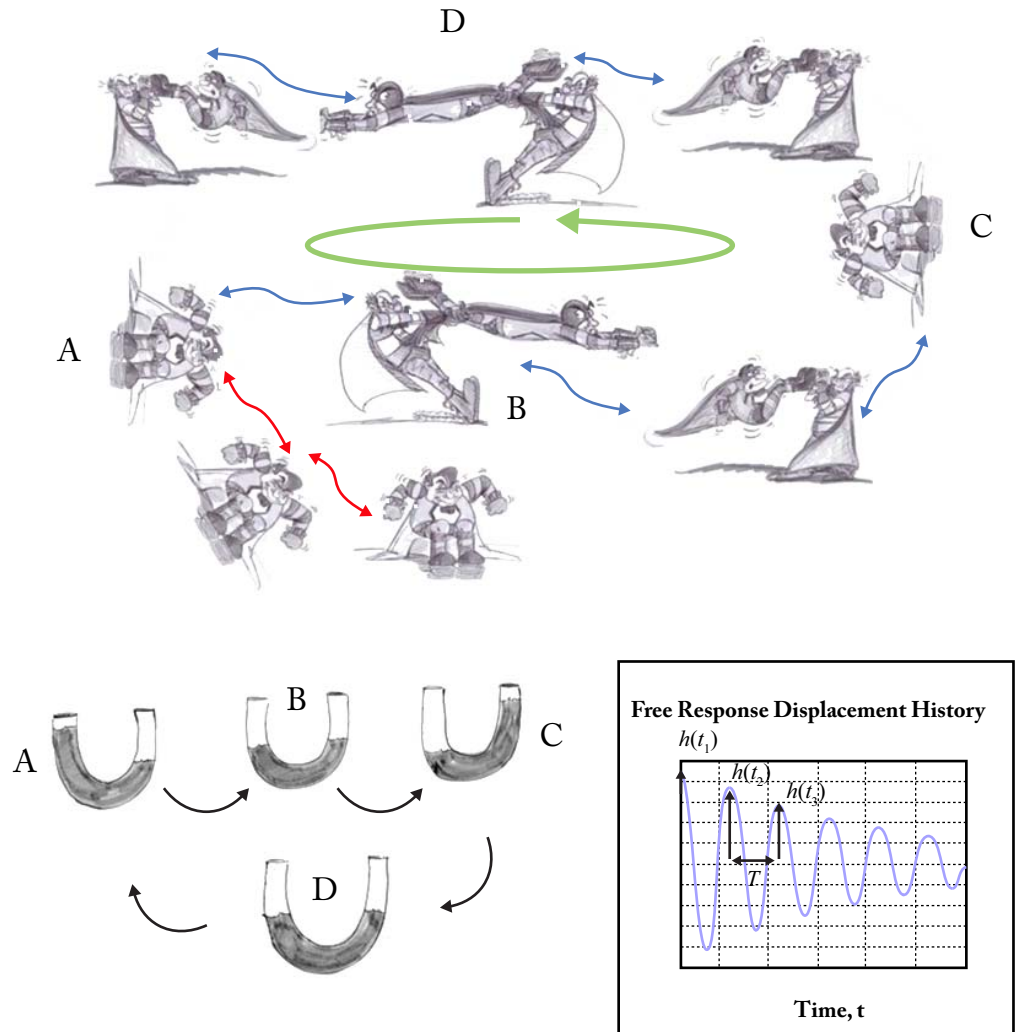 D
C
A
B
B
A
C
D
Free Response Displacement History
h(t₁)
h(t₂)
h(t₃)
T
Time, t